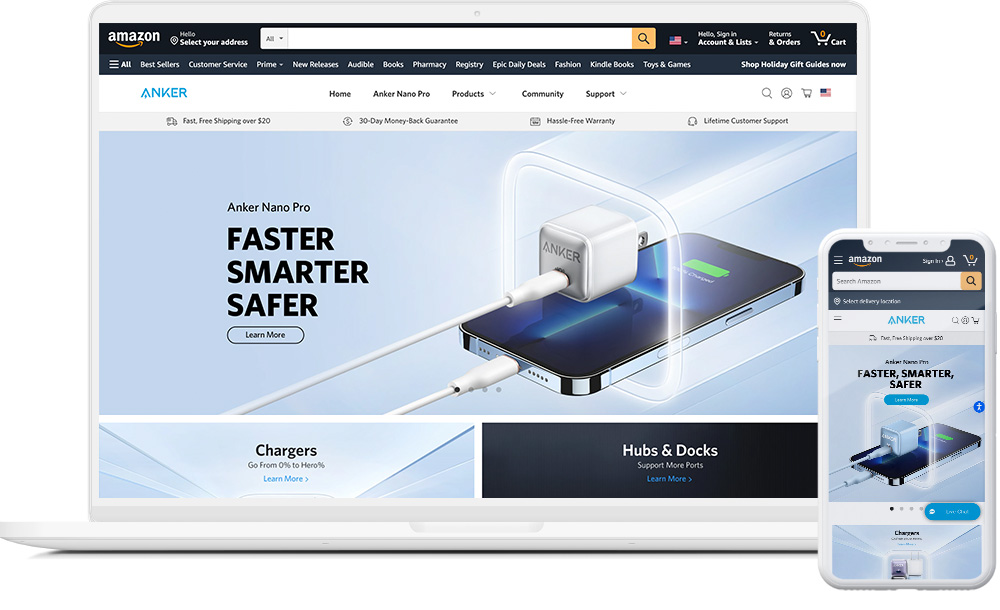 amazon
Hello
Select your address
All
Hello, Sign in
Account & Lists
Returns
& Orders
0
Cart
All
Best Sellers
Customer Service
Prime
New Releases
Audible
Books
Pharmacy
Registry
Epic Daily Deals
Fashion
Kindle Books
Toys & Games
Shop Holiday Gift Guides now
ANKER
Home
Anker Nano Pro
Products
Community
Support
Fast, Free Shipping over $20
30-Day Money-Back Guarantee
Hassle-Free Warranty
Lifetime Customer Support
Anker Nano Pro
FASTER
SMARTER
SAFER
Learn More
ANKER
Charged
Chargers
Go From 0% to Hero%
Learn More >
Hubs & Docks
Support More Ports
Learn More >
amazon
Sign In ›
0
Search Amazon
Select delivery location
ANKER
Fast, Free Shipping over $20
Anker Nano Pro
FASTER, SMARTER,
SAFER
Learn More
Live Chat
Chargers